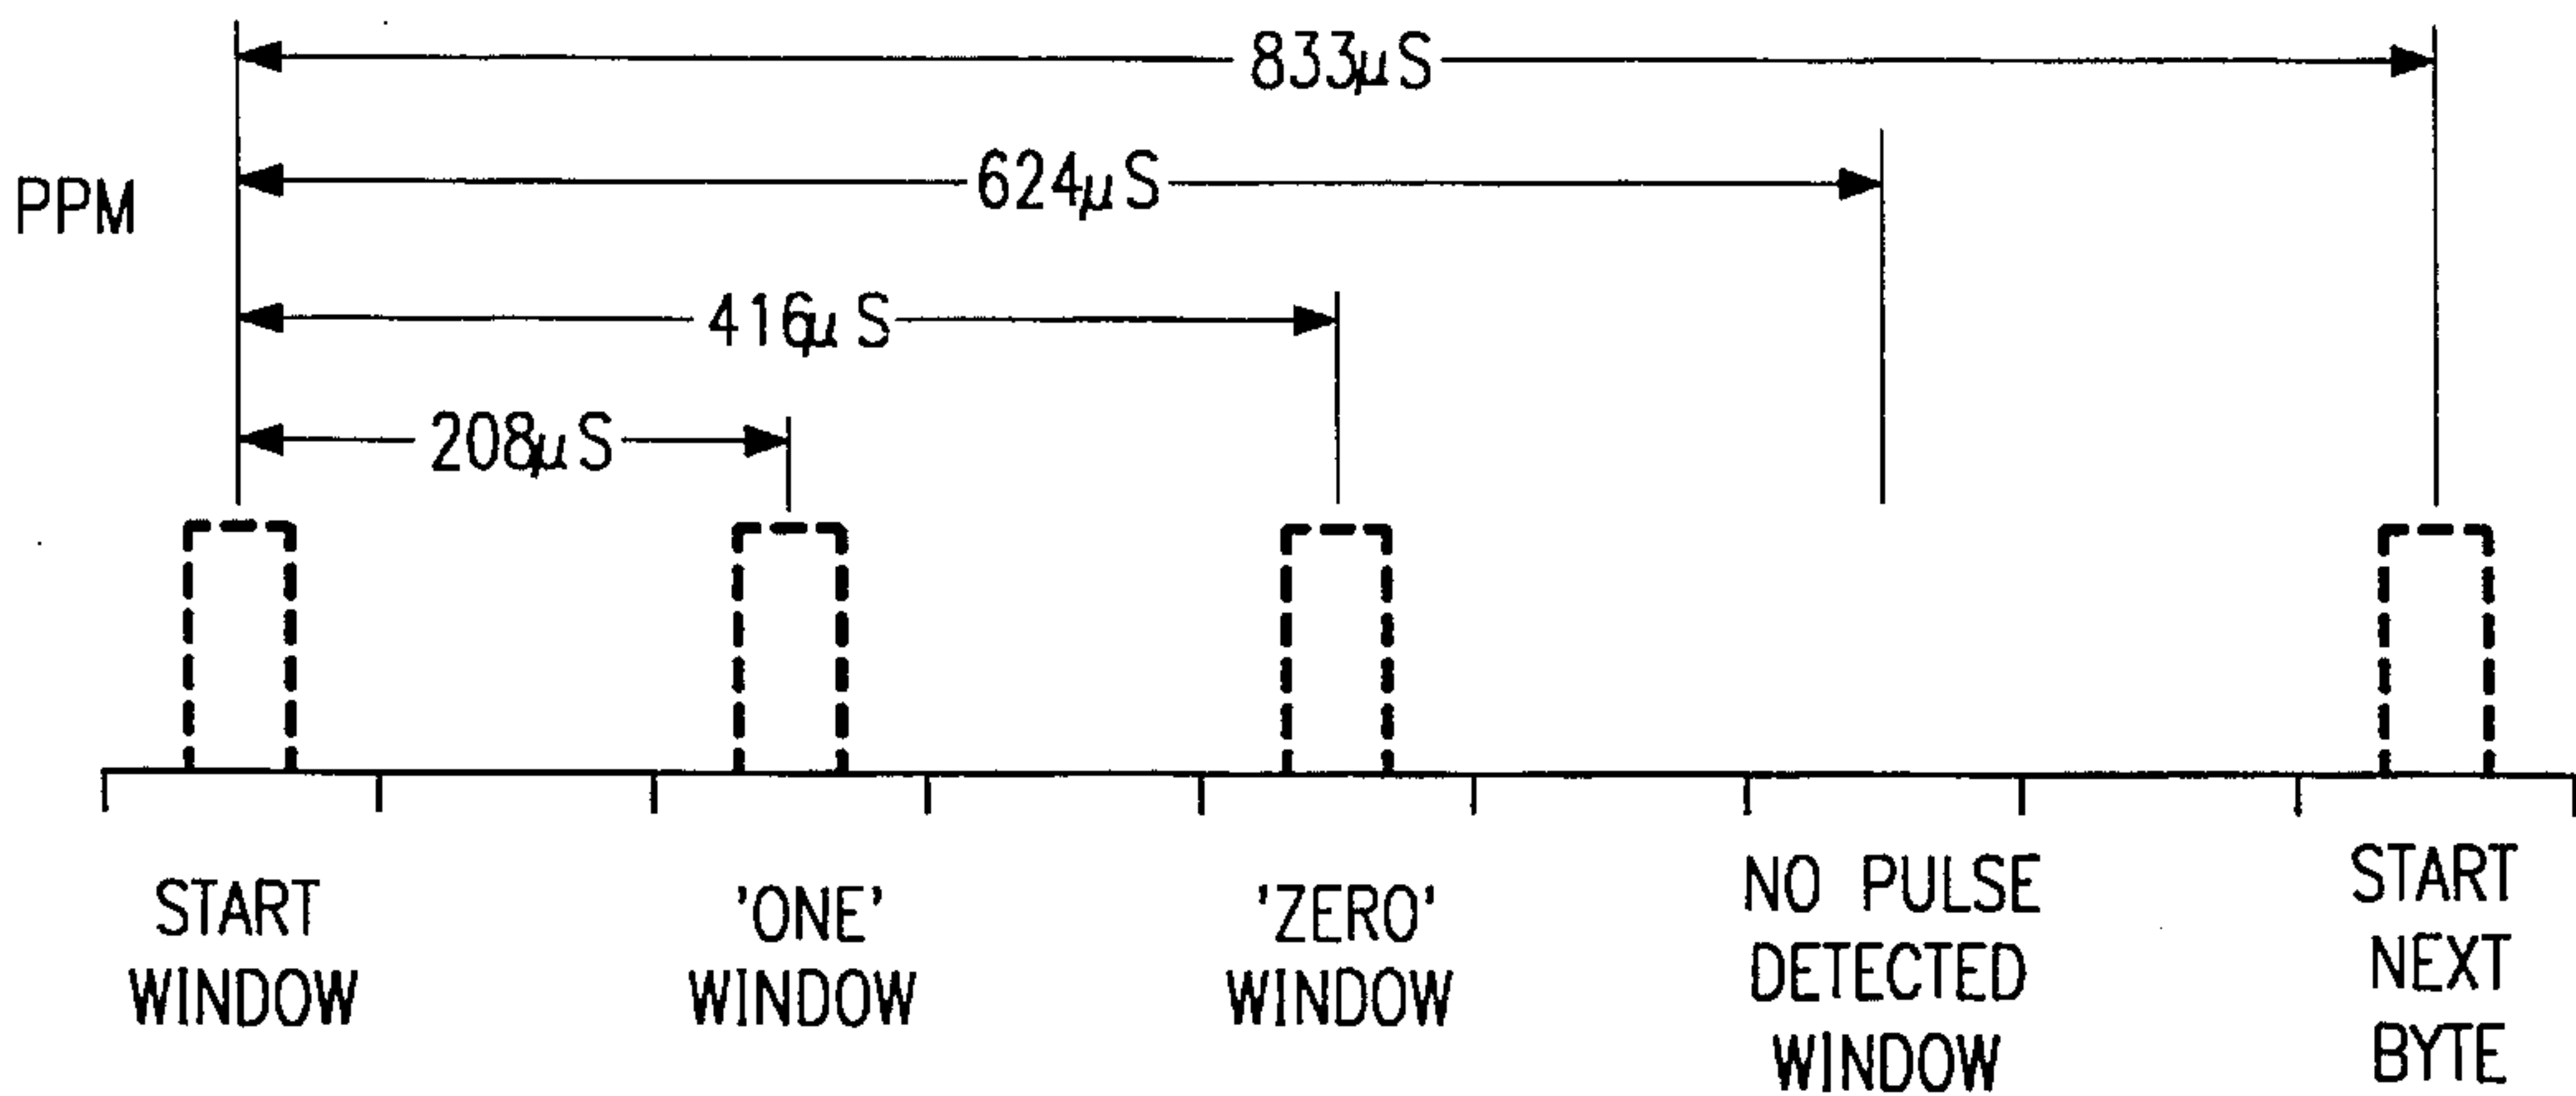 833μS
624μS
PPM
416μS
208μS
START
WINDOW
'ONE'
WINDOW
'ZERO'
WINDOW
NO PULSE
DETECTED
WINDOW
START
NEXT
BYTE